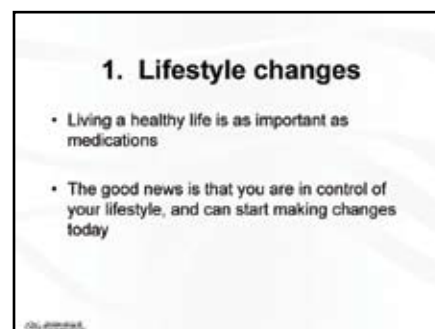 1. Lifestyle changes
• Living a healthy life is as important as
medications
• The good news is that you are in control of
your lifestyle, and can start making changes
today